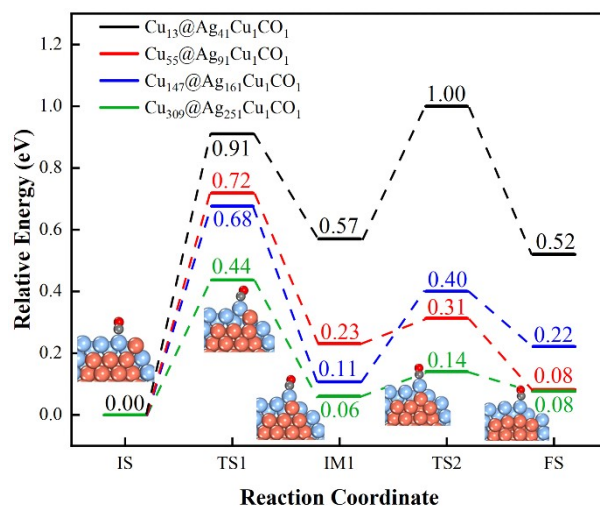 Cu₁₃@Ag₄₁Cu₁CO₁
Cu₅₅@Ag₉₁Cu₁CO₁
Cu₁₄₇@Ag₁₆₁Cu₁CO₁
Cu₃₀₉@Ag₂₅₁Cu₁CO₁
Relative Energy (eV)
1.2
1.0
0.8
0.6
0.4
0.2
0.0
0.00
0.91
0.72
0.68
0.44
0.57
0.23
0.11
0.06
1.00
0.40
0.31
0.14
0.52
0.22
0.08
0.08
IS
TS1
IM1
TS2
FS
Reaction Coordinate